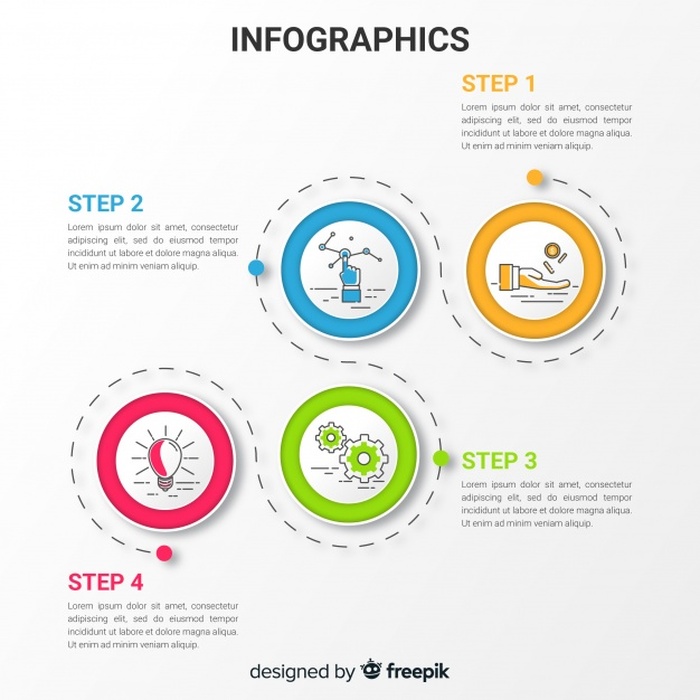 INFOGRAPHICS
STEP 1
Lorem ipsum dolor sit amet, consectetur
adipiscing elit, sed do eiusmod tempor
incididunt ut labore et dolore magna aliqua.
Ut enim ad minim veniam aliquip.
STEP 2
Lorem ipsum dolor sit amet, consectetur
adipiscing elit, sed do eiusmod tempor
incididunt ut labore et dolore magna aliqua.
Ut enim ad minim veniam aliquip.
STEP 3
Lorem ipsum dolor sit amet, consectetur
adipiscing elit, sed do eiusmod tempor
incididunt ut labore et dolore magna aliqua.
Ut enim ad minim veniam aliquip.
STEP 4
Lorem ipsum dolor sit amet, consectetur
adipiscing elit, sed do eiusmod tempor
incididunt ut labore et dolore magna aliqua.
Ut enim ad minim veniam aliquip.
designed by freepik